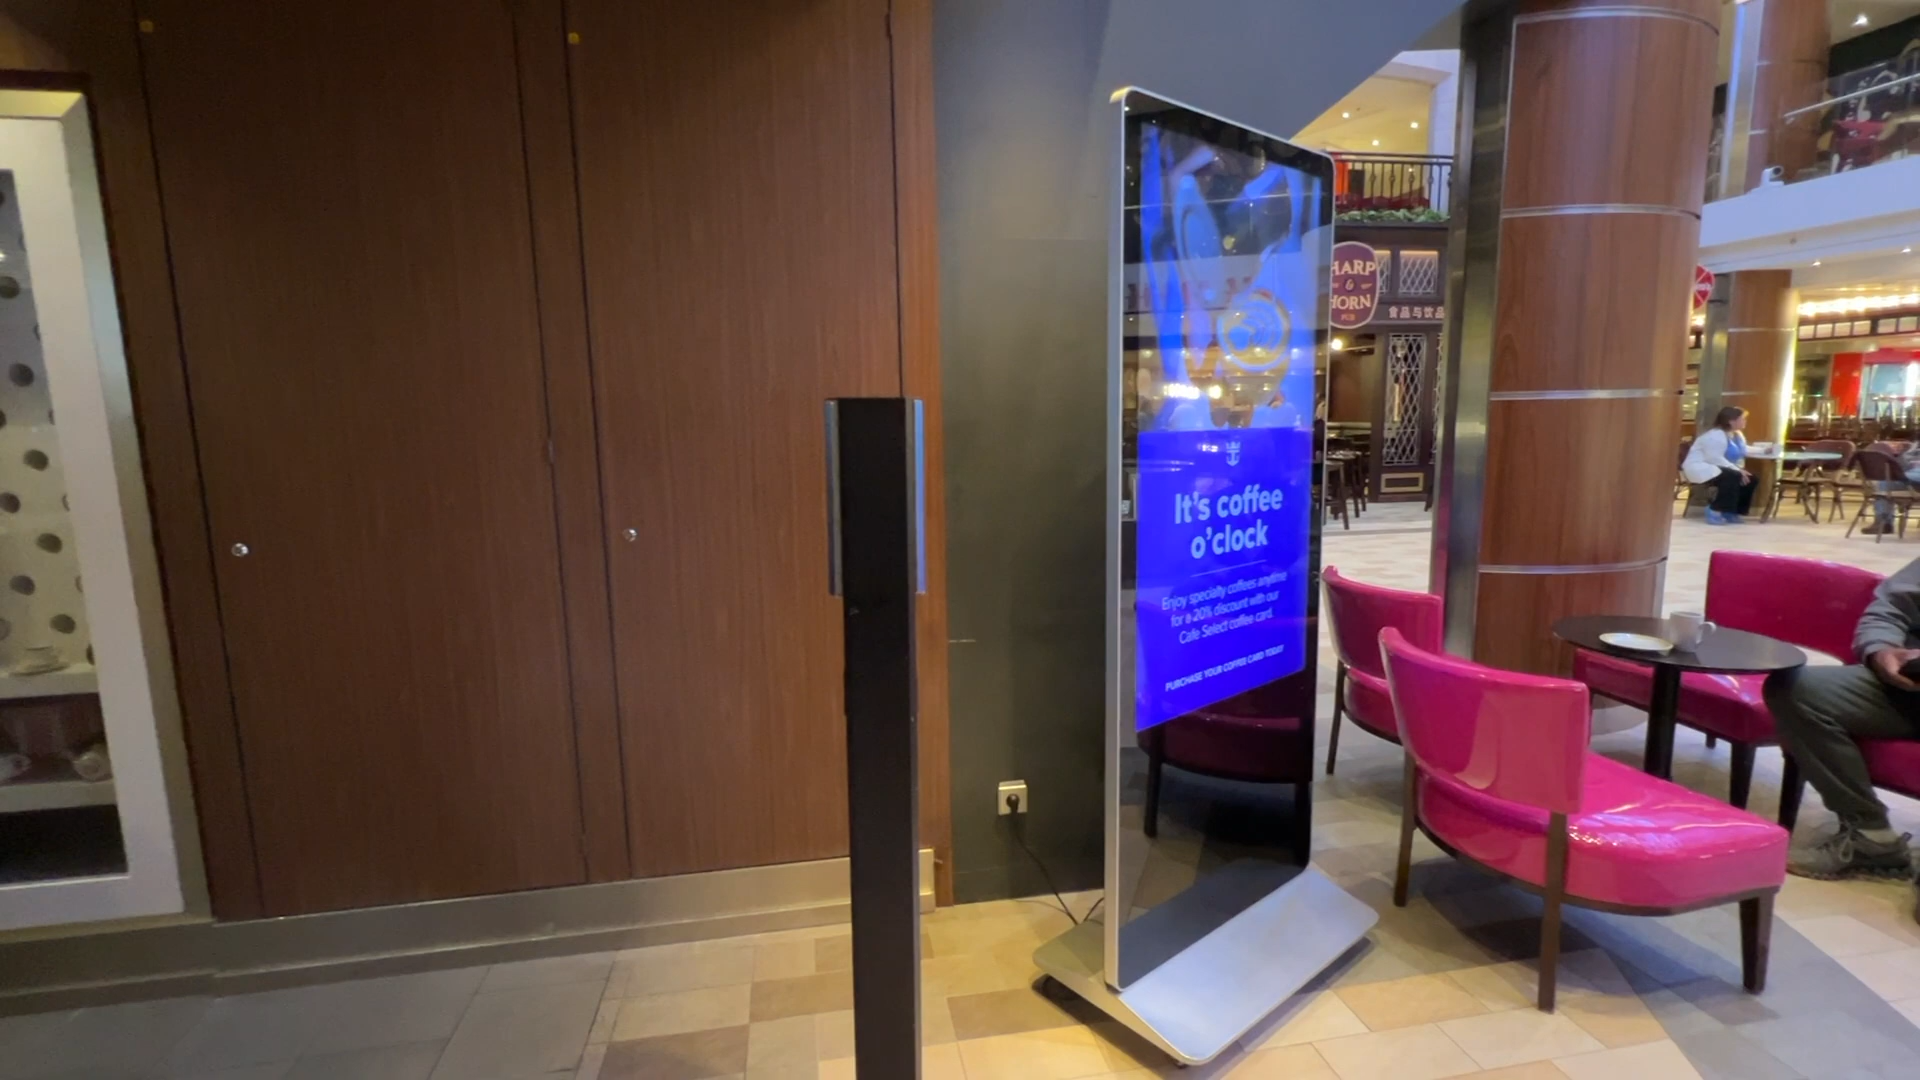 HARP
&
HORN
PUB
食品与饮品
It's coffee
o'clock
Enjoy specialty coffees anytime
for a 20% discount with our
Cafe Select coffee card.
PURCHASE YOUR COFFEE CARD TODAY